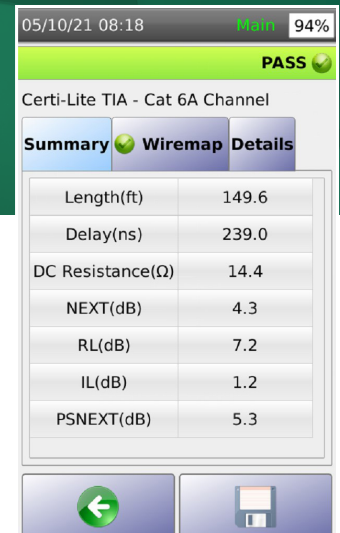 05/10/21 08:18 Main 94%
PASS
Certi-Lite TIA - Cat 6A Channel
Summary Wiremap Details
Length(ft) 149.6
Delay(ns) 239.0
DC Resistance(Ω) 14.4
NEXT(dB) 4.3
RL(dB) 7.2
IL(dB) 1.2
PSNEXT(dB) 5.3